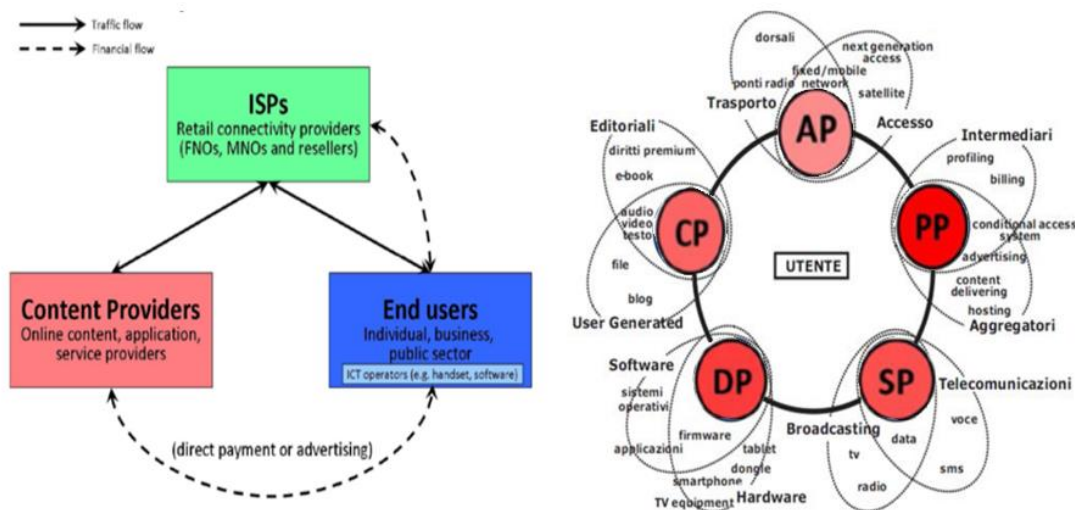 Traffic flow
Financial flow
ISPs
Retail connectivity providers
(FNOs, MNOs and resellers)
Content Providers
Online content, application,
service providers
End users
Individual, business,
public sector
ICT operators (e.g. handset, software)
(direct payment or advertising)
dorsali
next generation
access
fixed/mobile
network
ponti radio
satellite
Trasporto
AP
Accesso
Editoriali
diritti premium
e-book
audio
video
testo
CP
file
blog
User Generated
Intermediari
profiling
billing
PP
conditional access
system
advertising
content
delivering
hosting
Aggregatori
UTENTE
Software
sistemi
operativi
DP
firmware
applicazioni
tablet
dongle
smartphone
TV equipment
Hardware
SP
Telecomunicazioni
Broadcasting
voce
data
tv
sms
radio